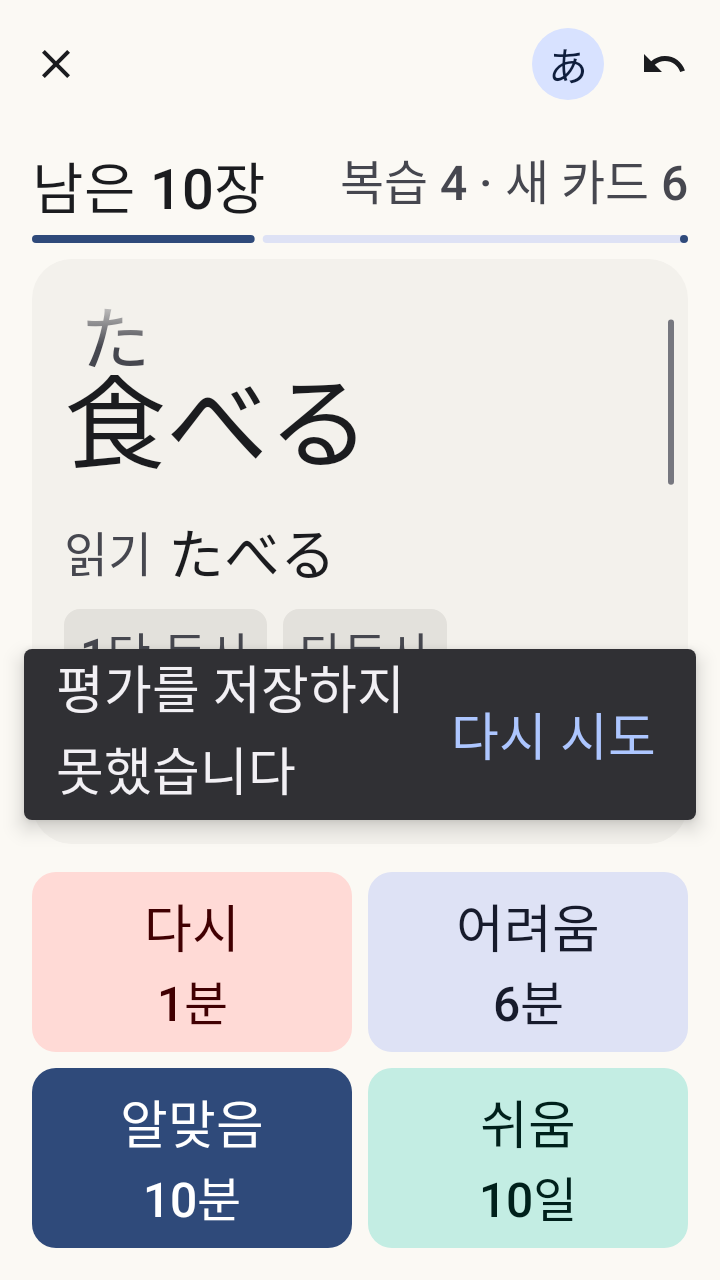 あ
남은 10장
복습 4 · 새 카드 6
た
食べる
읽기 たべる
평가를 저장하지
못했습니다
다시 시도
다시
1분
어려움
6분
알맞음
10분
쉬움
10일